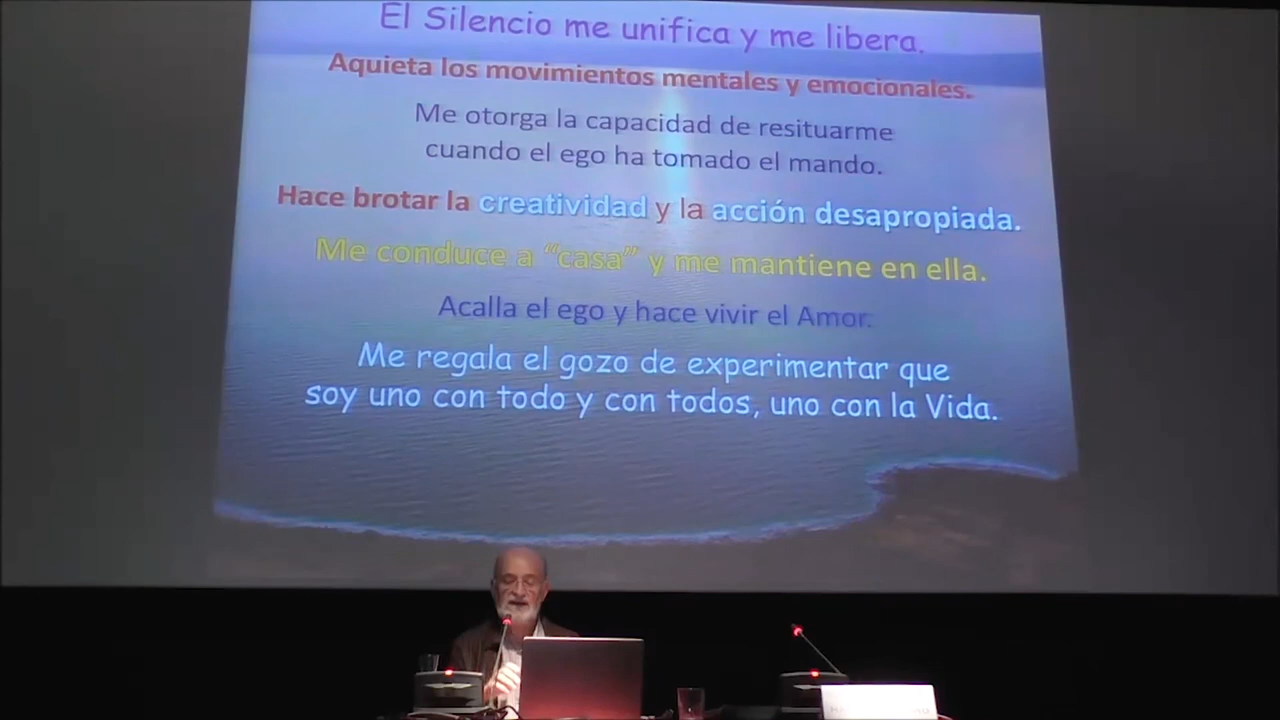 El Silencio me unifica y me libera.
Aquieta los movimientos mentales y emocionales.
Me otorga la capacidad de resituarme
cuando el ego ha tomado el mando.
Hace brotar la creatividad y la acción desapropiada.
Me conduce a “casa” y me mantiene en ella.
Acalla el ego y hace vivir el Amor.
Me regala el gozo de experimentar que
soy uno con todo y con todos, uno con la Vida.